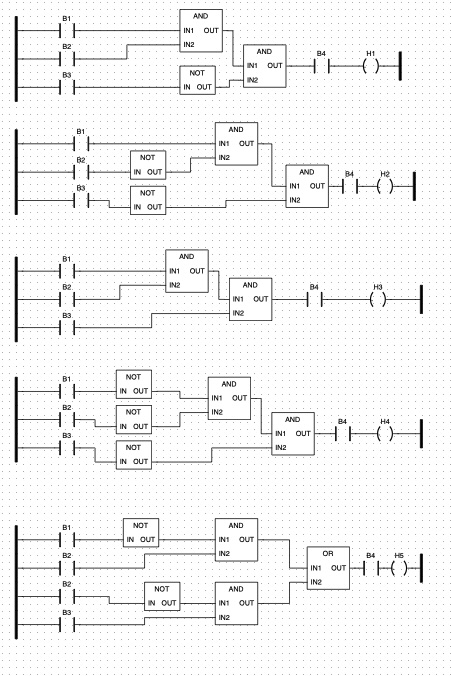 B1
AND
IN1 OUT
IN2
B2
AND
IN1 OUT
IN2
B4
H1
B3
NOT
IN OUT
B1
AND
IN1 OUT
IN2
B2
NOT
IN OUT
AND
IN1 OUT
IN2
B4
H2
B3
NOT
IN OUT
B1
AND
IN1 OUT
IN2
B2
AND
IN1 OUT
IN2
B4
H3
B3
B1
NOT
IN OUT
AND
IN1 OUT
IN2
B2
NOT
IN OUT
AND
IN1 OUT
IN2
B4
H4
B3
NOT
IN OUT
B1
NOT
IN OUT
AND
IN1 OUT
IN2
B2
OR
IN1 OUT
IN2
B4
H5
B2
NOT
IN OUT
AND
IN1 OUT
IN2
B3